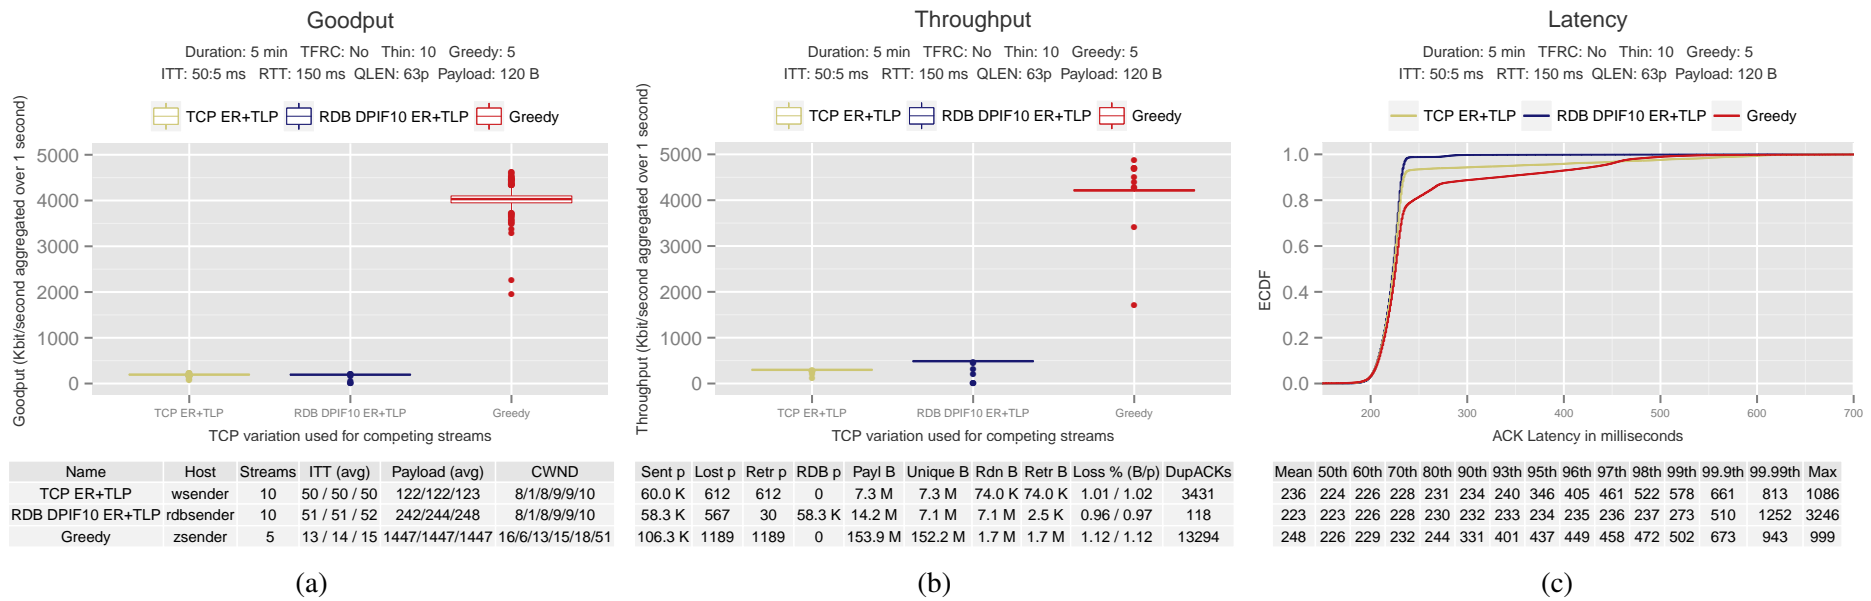 Goodput
Duration: 5 min TFRC: No Thin: 10 Greedy: 5
ITT: 50:5 ms RTT: 150 ms QLEN: 63p Payload: 120 B
TCP ER+TLP RDB DPIF10 ER+TLP Greedy
Goodput (Kbit/second aggregated over 1 second)
5000
4000
3000
2000
1000
0
TCP ER+TLP RDB DPIF10 ER+TLP Greedy
TCP variation used for competing streams
Name Host Streams ITT (avg) Payload (avg) CWND
TCP ER+TLP wsender 10 50 / 50 / 50 122/122/123 8/1/8/9/9/10
RDB DPIF10 ER+TLP rdbsender 10 51 / 51 / 52 242/244/248 8/1/8/9/9/10
Greedy zsender 5 13 / 14 / 15 1447/1447/1447 16/6/13/15/18/51
(a)
Throughput
Duration: 5 min TFRC: No Thin: 10 Greedy: 5
ITT: 50:5 ms RTT: 150 ms QLEN: 63p Payload: 120 B
TCP ER+TLP RDB DPIF10 ER+TLP Greedy
Throughput (Kbit/second aggregated over 1 second)
5000
4000
3000
2000
1000
0
TCP ER+TLP RDB DPIF10 ER+TLP Greedy
TCP variation used for competing streams
Sent p Lost p Retr p RDB p Payl B Unique B Rdn B Retr B Loss % (B/p) DupACKs
60.0 K 612 612 0 7.3 M 7.3 M 74.0 K 74.0 K 1.01 / 1.02 3431
58.3 K 567 30 58.3 K 14.2 M 7.1 M 7.1 M 2.5 K 0.96 / 0.97 118
106.3 K 1189 1189 0 153.9 M 152.2 M 1.7 M 1.7 M 1.12 / 1.12 13294
(b)
Latency
Duration: 5 min TFRC: No Thin: 10 Greedy: 5
ITT: 50:5 ms RTT: 150 ms QLEN: 63p Payload: 120 B
TCP ER+TLP RDB DPIF10 ER+TLP Greedy
ECDF
1.0
0.8
0.6
0.4
0.2
0.0
200 300 400 500 600 700
ACK Latency in milliseconds
Mean 50th 60th 70th 80th 90th 93th 95th 96th 97th 98th 99th 99.9th 99.99th Max
236 224 226 228 231 234 240 346 405 461 522 578 661 813 1086
223 223 226 228 230 232 233 234 235 236 237 273 510 1252 3246
248 226 229 232 244 331 401 437 449 458 472 502 673 943 999
(c)